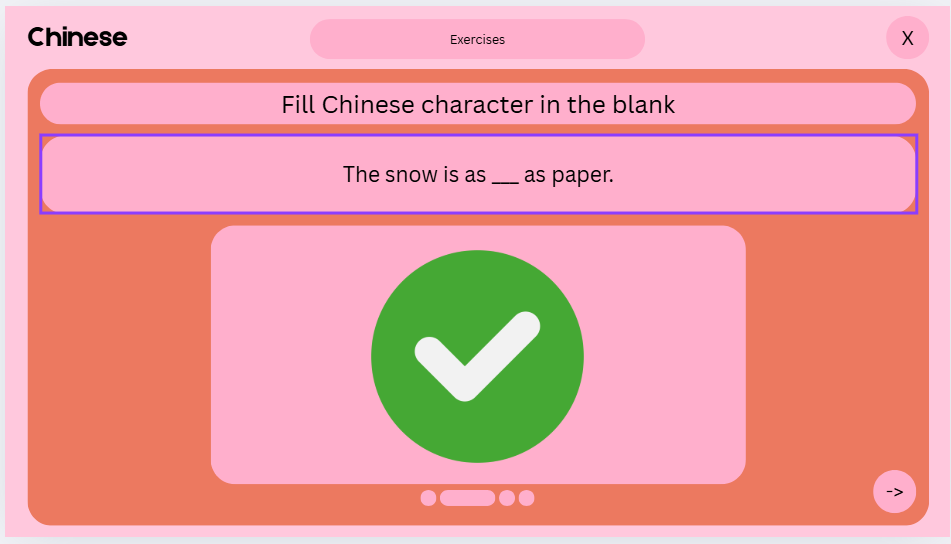 Chinese
Exercises
X
Fill Chinese character in the blank
The snow is as ___ as paper.
->